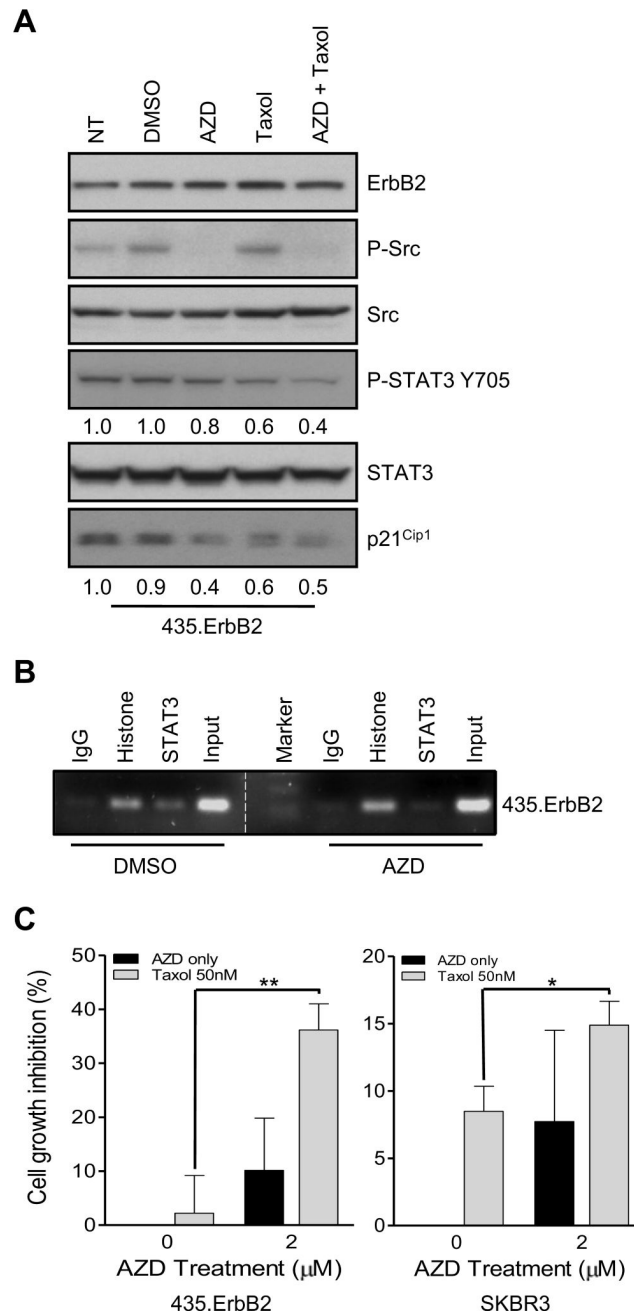 A
NT DMSO AZD Taxol AZD + Taxol
ErbB2
P-Src
Src
P-STAT3 Y705
1.0 1.0 0.8 0.6 0.4
STAT3
p21Cip1
1.0 0.9 0.4 0.6 0.5
435.ErbB2
B
IgG Histone STAT3 Input Marker IgG Histone STAT3 Input
435.ErbB2
DMSO AZD
C
Cell growth inhibition (%)
50
40
30
20
10
0
AZD only
Taxol 50nM
**
0 2
AZD Treatment (μM)
435.ErbB2
20
15
10
5
0
AZD only
Taxol 50nM
*
0 2
AZD Treatment (μM)
SKBR3